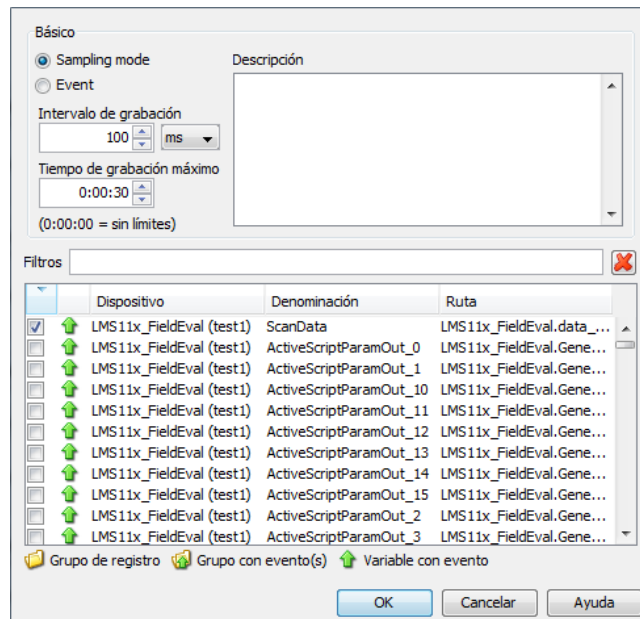 Básico
Sampling mode
Descripción
Event
Intervalo de grabación
100 ms
Tiempo de grabación máximo
0:00:30
(0:00:00 = sin límites)
Filtros
Dispositivo Denominación Ruta
LMS11x_FieldEval (test1) ScanData LMS11x_FieldEval.data_...
LMS11x_FieldEval (test1) ActiveScriptParamOut_0 LMS11x_FieldEval.Gene...
LMS11x_FieldEval (test1) ActiveScriptParamOut_1 LMS11x_FieldEval.Gene...
LMS11x_FieldEval (test1) ActiveScriptParamOut_10 LMS11x_FieldEval.Gene...
LMS11x_FieldEval (test1) ActiveScriptParamOut_11 LMS11x_FieldEval.Gene...
LMS11x_FieldEval (test1) ActiveScriptParamOut_12 LMS11x_FieldEval.Gene...
LMS11x_FieldEval (test1) ActiveScriptParamOut_13 LMS11x_FieldEval.Gene...
LMS11x_FieldEval (test1) ActiveScriptParamOut_14 LMS11x_FieldEval.Gene...
LMS11x_FieldEval (test1) ActiveScriptParamOut_15 LMS11x_FieldEval.Gene...
LMS11x_FieldEval (test1) ActiveScriptParamOut_2 LMS11x_FieldEval.Gene...
LMS11x_FieldEval (test1) ActiveScriptParamOut_3 LMS11x_FieldEval.Gene...
Grupo de registro Grupo con evento(s) Variable con evento
OK Cancelar Ayuda